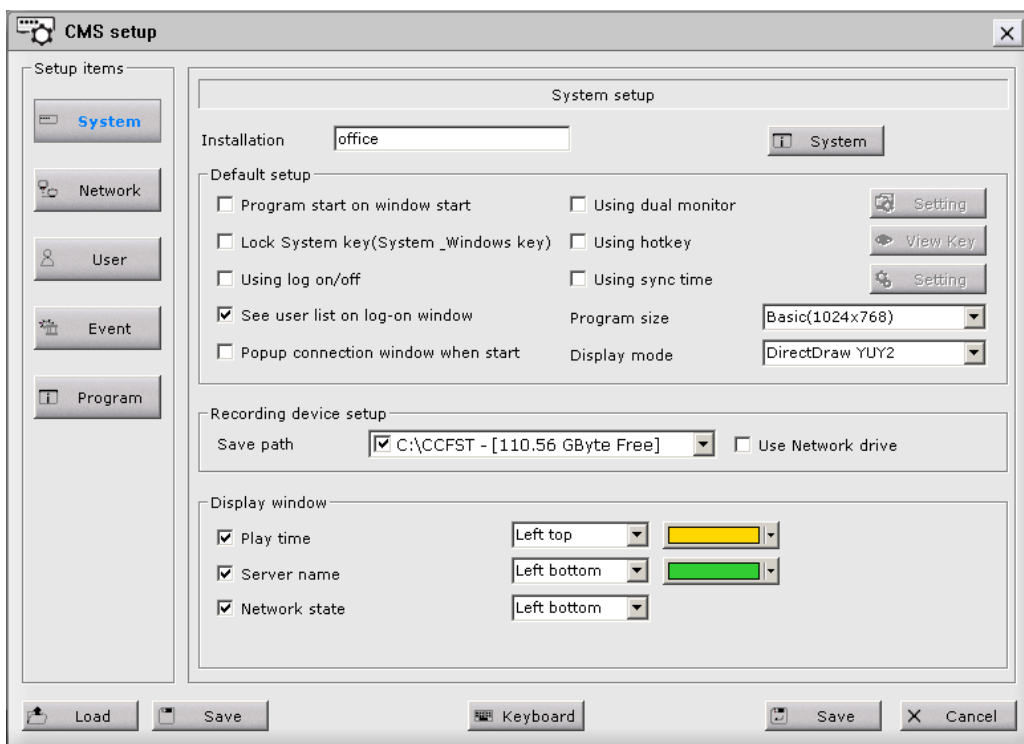 CMS setup
Setup items
System
Network
User
Event
Program
System setup
Installation office System
Default setup
Program start on window start Using dual monitor Setting
Lock System key(System _Windows key) Using hotkey View Key
Using log on/off Using sync time Setting
See user list on log-on window Program size Basic(1024x768)
Popup connection window when start Display mode DirectDraw YUY2
Recording device setup
Save path C:\CCFST - [110.56 GByte Free] Use Network drive
Display window
Play time Left top
Server name Left bottom
Network state Left bottom
Load Save Keyboard Save Cancel